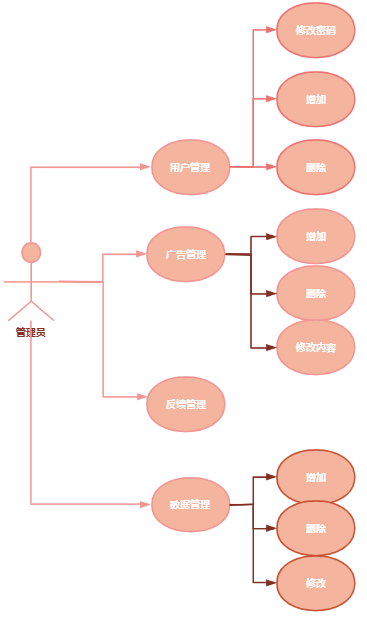 修改密码
增加
用户管理
删除
增加
广告管理
删除
管理员
修改内容
反馈管理
增加
数据管理
删除
修改